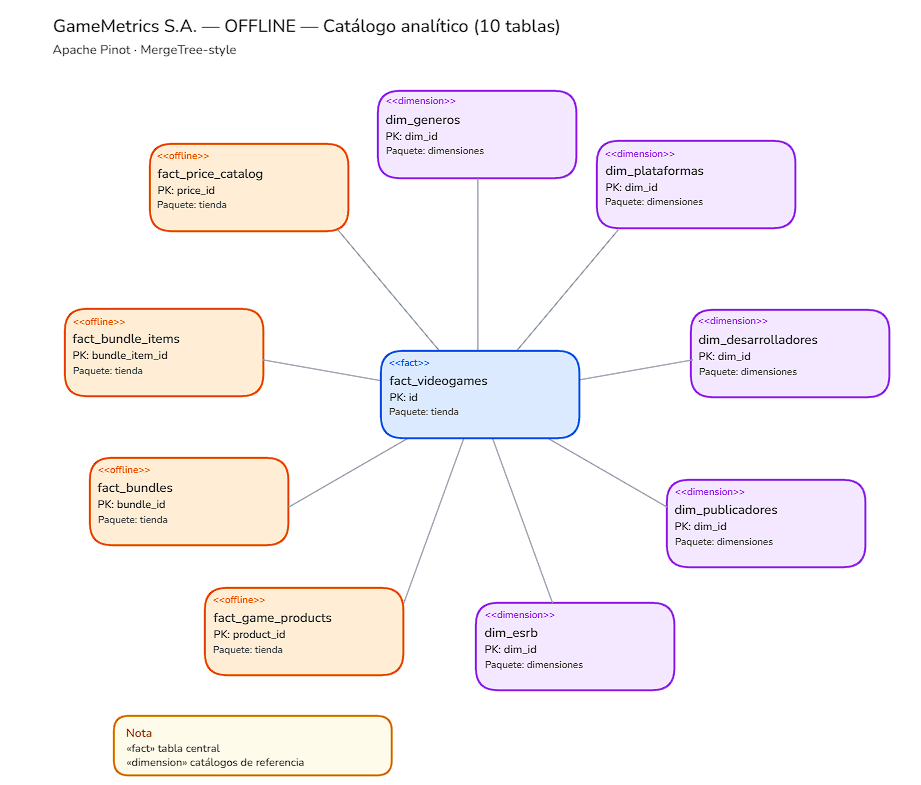 GameMetrics S.A. — OFFLINE — Catálogo analítico (10 tablas)
Apache Pinot · MergeTree-style
<<dimension>>
dim_generos
PK: dim_id
Paquete: dimensiones
<<offline>>
fact_price_catalog
PK: price_id
Paquete: tienda
<<dimension>>
dim_plataformas
PK: dim_id
Paquete: dimensiones
<<offline>>
fact_bundle_items
PK: bundle_item_id
Paquete: tienda
<<dimension>>
dim_desarrolladores
PK: dim_id
Paquete: dimensiones
<<fact>>
fact_videogames
PK: id
Paquete: tienda
<<offline>>
fact_bundles
PK: bundle_id
Paquete: tienda
<<dimension>>
dim_publicadores
PK: dim_id
Paquete: dimensiones
<<offline>>
fact_game_products
PK: product_id
Paquete: tienda
<<dimension>>
dim_esrb
PK: dim_id
Paquete: dimensiones
Nota
«fact» tabla central
«dimension» catálogos de referencia